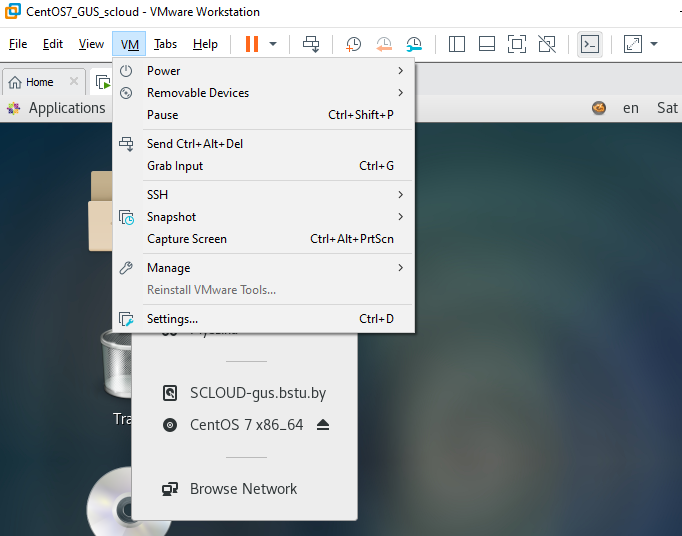 CentOS7_GUS_scloud - VMware Workstation
File Edit View VM Tabs Help
Home
Applications en Sat
Power
Removable Devices
Pause Ctrl+Shift+P
Send Ctrl+Alt+Del
Grab Input Ctrl+G
SSH
Snapshot
Capture Screen Ctrl+Alt+PrtScn
Manage
Reinstall VMware Tools...
Settings... Ctrl+D
SCLOUD-gus.bstu.by
Tra
CentOS 7 x86_64
Browse Network